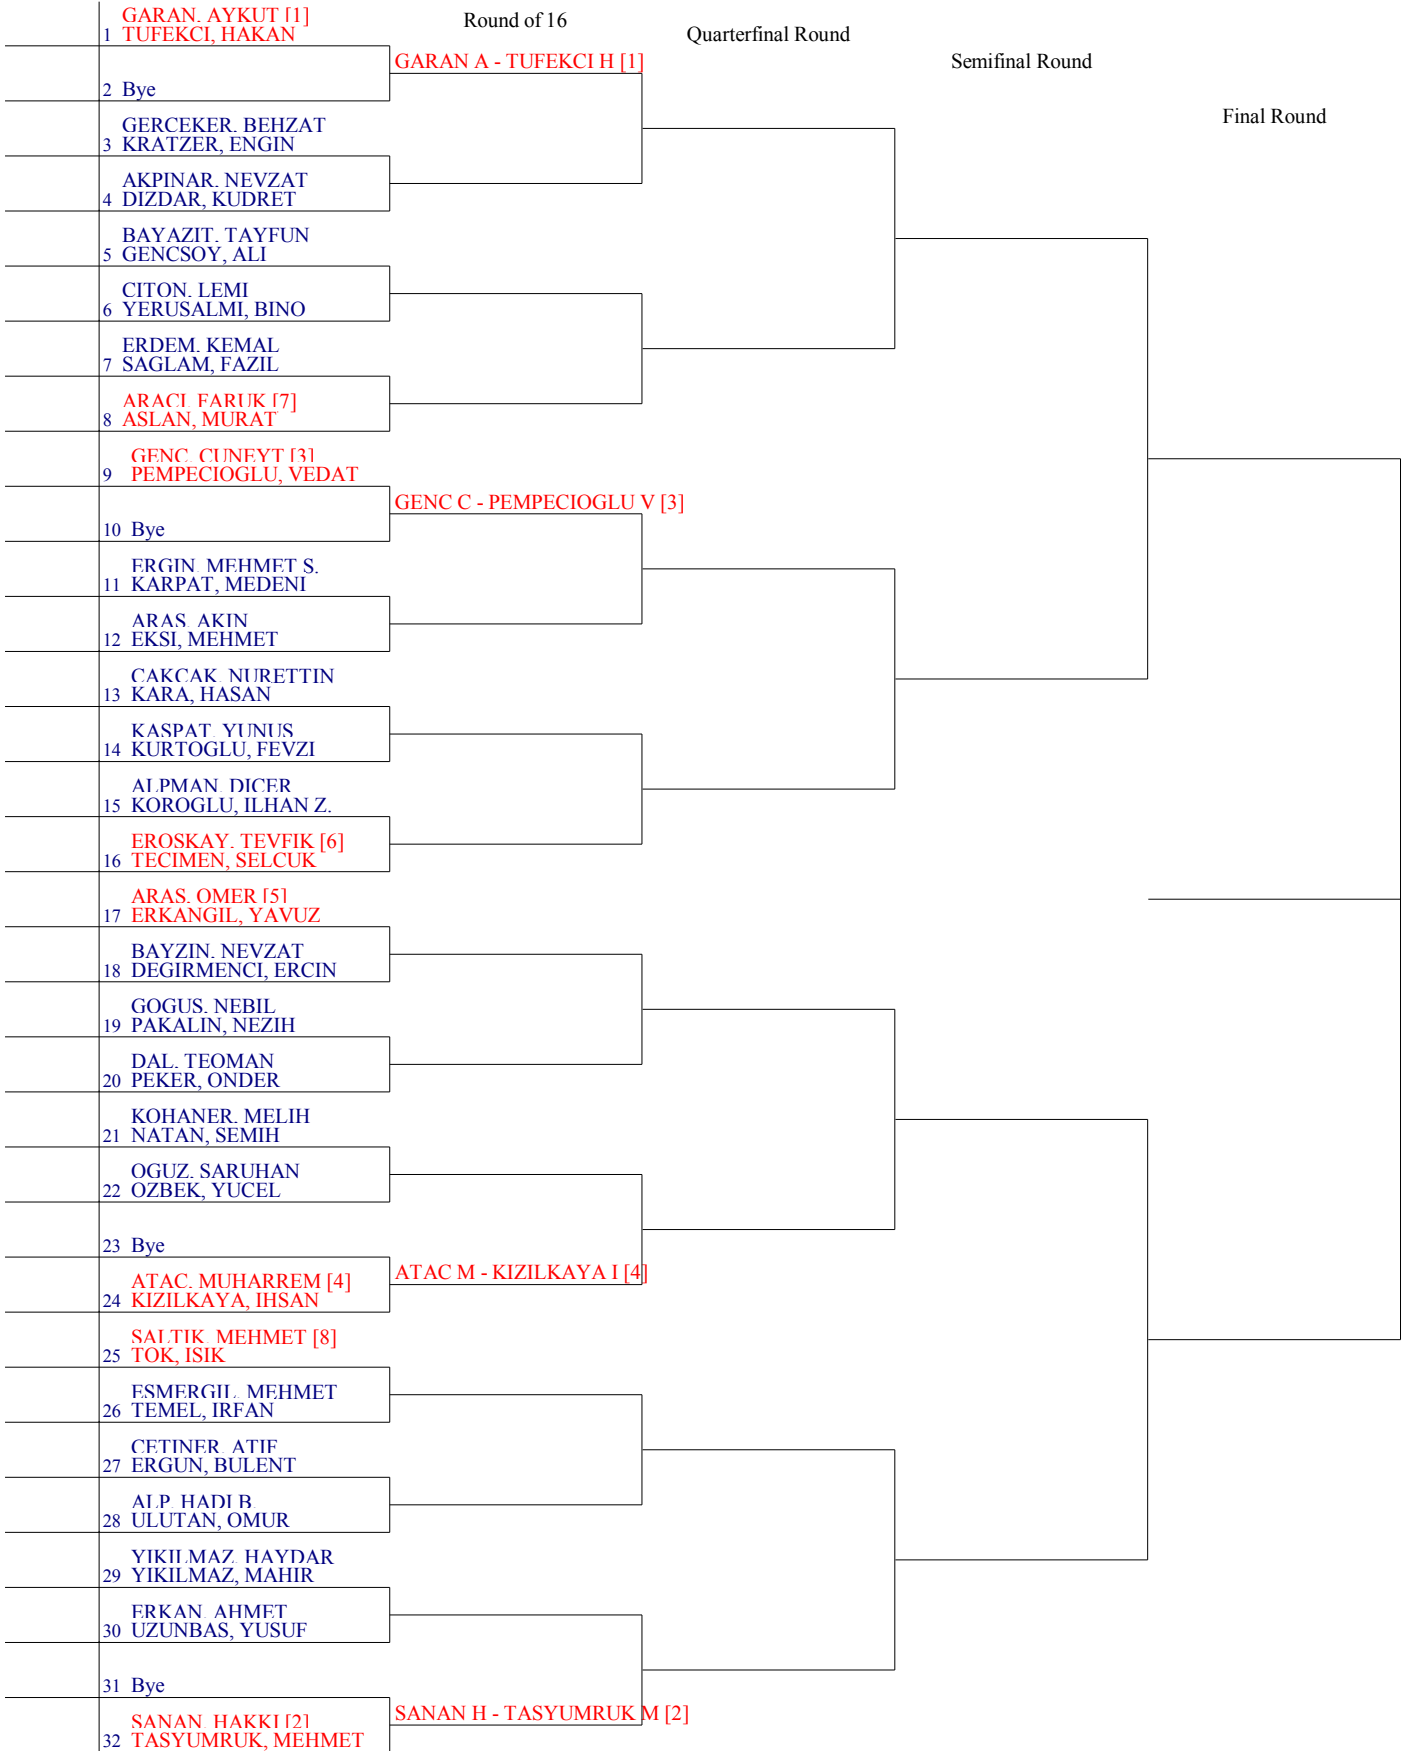 GARAN, AYKUT [1]
1 TUFEKCI, HAKAN
Round of 16
Quarterfinal Round
Semifinal Round
Final Round
GARAN A - TUFEKCI H [1]
2 Bye
GERCEKER, BEHZAT
3 KRATZER, ENGIN
AKPINAR, NEVZAT
4 DIZDAR, KUDRET
BAYAZIT, TAYFUN
5 GENCSOY, ALI
CITON, LEMI
6 YERUSALMI, BINO
ERDEM, KEMAL
7 SAGLAM, FAZIL
ARACI, FARUK [7]
8 ASLAN, MURAT
GENC, CUNEYT [3]
9 PEMPECIOGLU, VEDAT
GENC C - PEMPECIOGLU V [3]
10 Bye
ERGIN, MEHMET S.
11 KARPAT, MEDENI
ARAS, AKIN
12 EKSI, MEHMET
CAKCAK, NURETTIN
13 KARA, HASAN
KASPAT, YUNUS
14 KURTOGLU, FEVZI
ALPMAN, DICER
15 KOROGLU, ILHAN Z.
EROSKAY, TEVFIK [6]
16 TECIMEN, SELCUK
ARAS, OMER [5]
17 ERKANGIL, YAVUZ
BAYZIN, NEVZAT
18 DEGIRMENCI, ERCIN
GOGUS, NEBIL
19 PAKALIN, NEZIH
DAL, TEOMAN
20 PEKER, ONDER
KOHANER, MELIH
21 NATAN, SEMIH
OGUZ, SARUHAN
22 OZBEK, YUCEL
23 Bye
ATAC M - KIZILKAYA I [4]
ATAC, MUHARREM [4]
24 KIZILKAYA, IHSAN
SALTIK, MEHMET [8]
25 TOK, ISIK
ESMERGIL, MEHMET
26 TEMEL, IRFAN
CETINER, ATIF
27 ERGUN, BULENT
ALP, HADI B.
28 ULUTAN, OMUR
YIKILMAZ, HAYDAR
29 YIKILMAZ, MAHIR
ERKAN, AHMET
30 UZUNBAS, YUSUF
31 Bye
SANAN H - TASYUMRUK M [2]
SANAN, HAKKI [2]
32 TASYUMRUK, MEHMET